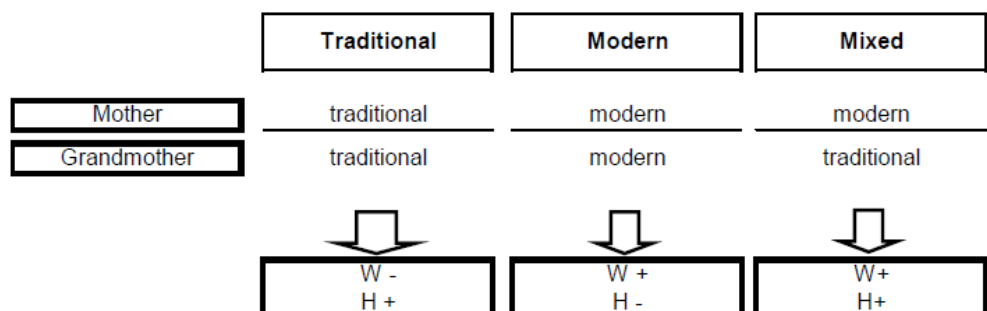 Traditional Modern Mixed
Mother traditional modern modern
Grandmother traditional modern traditional
W - W + W+
H + H - H+